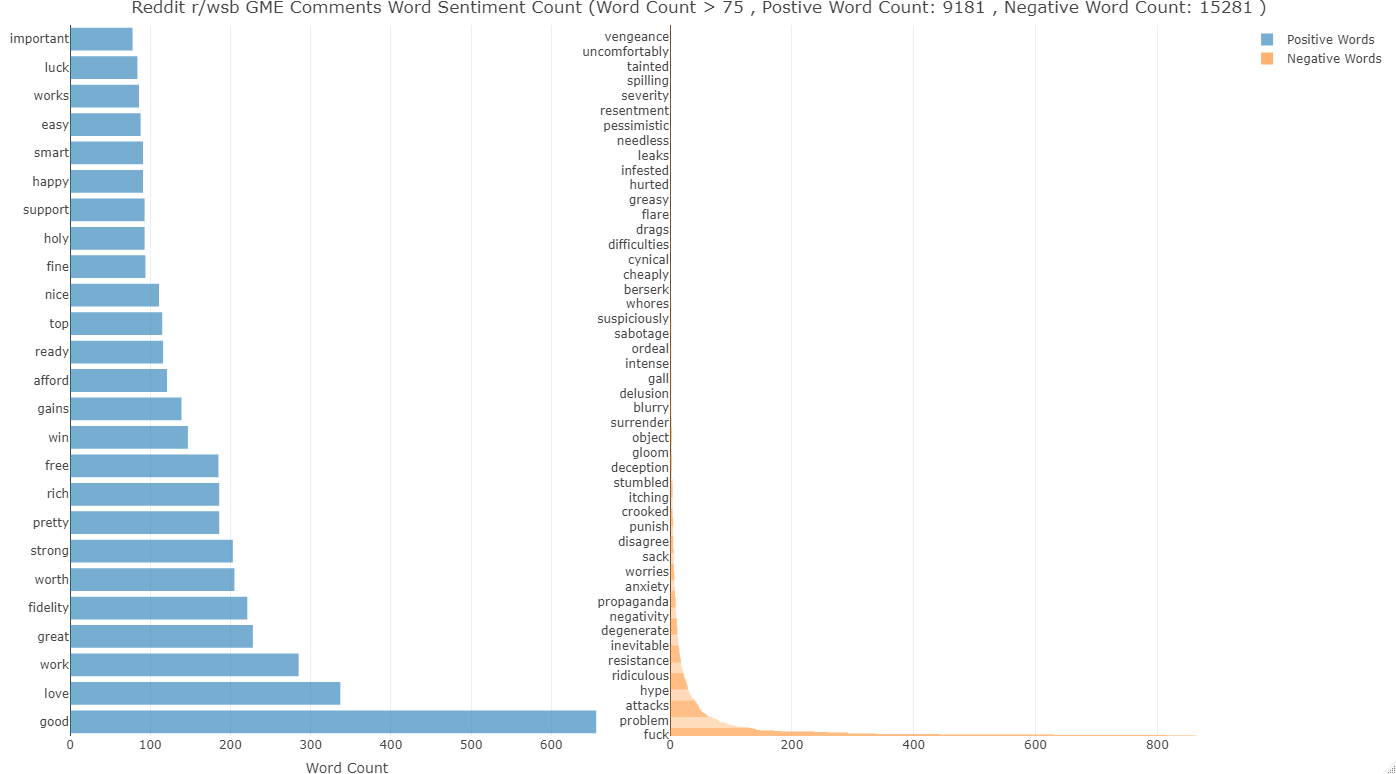 Reddit r/wsb GME Comments Word Sentiment Count (Word Count > 75 , Postive Word Count: 9181 , Negative Word Count: 15281 )
Positive Words
Negative Words
important
luck
works
easy
smart
happy
support
holy
fine
nice
top
ready
afford
gains
win
free
rich
pretty
strong
worth
fidelity
great
work
love
good
0 100 200 300 400 500 600
Word Count
vengeance
uncomfortably
tainted
spilling
severity
resentment
pessimistic
needless
leaks
infested
hurted
greasy
flare
drags
difficulties
cynical
cheaply
berserk
whores
suspiciously
sabotage
ordeal
intense
gall
delusion
blurry
surrender
object
gloom
deception
stumbled
itching
crooked
punish
disagree
sack
worries
anxiety
propaganda
negativity
degenerate
inevitable
resistance
ridiculous
hype
attacks
problem
fuck
0 200 400 600 800